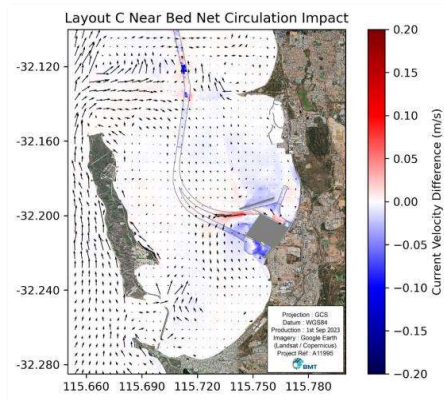 Layout C Near Bed Net Circulation Impact
-32.120
-32.160
-32.200
-32.240
-32.280
115.660 115.690 115.720 115.750 115.780
0.20
0.15
0.10
0.05
0.00
−0.05
−0.10
−0.15
−0.20
Current Velocity Difference (m/s)
Projection : GCS
Datum : WGS84
Production : 1st Sep 2023
Imagery : Google Earth
(Landsat / Copernicus)
Project Ref : A11995
BMT